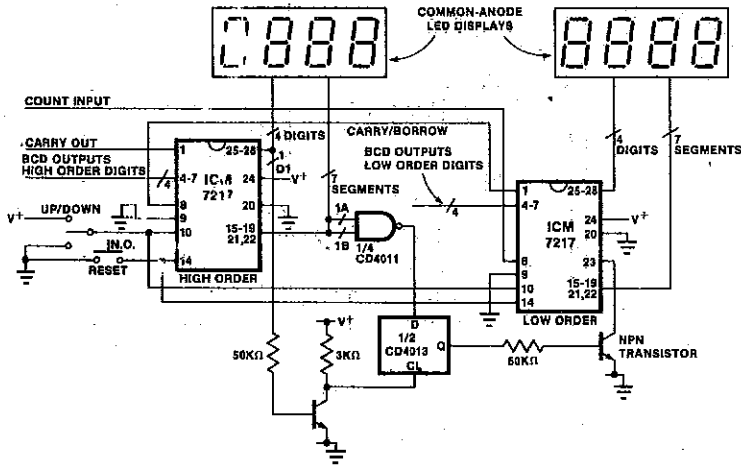 COMMON-ANODE
LED DISPLAYS
COUNT INPUT
CARRY OUT
BCD OUTPUTS
HIGH ORDER DIGITS
4
V+
UP/DOWN
N.O.
RESET
1
4-7
8
9
10
14
ICM
7217
25-28
24
20
15-19
21,22
HIGH ORDER
4 DIGITS
1
D1
V+
7
SEGMENTS
CARRY/BORROW
BCD OUTPUTS
LOW ORDER DIGITS
4
1A
1B
1/4
CD4011
1
4-7
8
9
10
14
ICM
7217
25-28
24
20
23
15-19
21,22
LOW ORDER
4
DIGITS
7
SEGMENTS
V+
D
1/2
CD4013
Q
CL
50KΩ
V+
3KΩ
50KΩ
NPN
TRANSISTOR